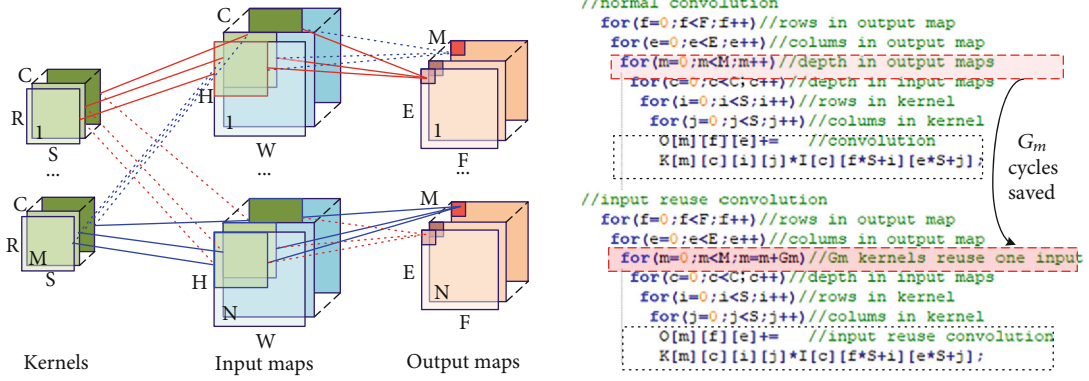 C
R
1
S
...
C
R
M
S
Kernels
H
1
W
...
H
N
W
Input maps
M
E
1
F
...
M
E
N
F
Output maps
//normal convolution
for(f=0;f<F;f++)//rows in output map
for(e=0;e<E;e++)//colums in output map
for(m=0;m<M;m++)//depth in output maps
for(c=0;c<C;c++)//depth in input maps
for(i=0;i<S;i++)//rows in kernel
for(j=0;j<S;j++)//colums in kernel
O[m][f][e]+= //convolution
K[m][c][i][j]*I[c][f*S+i][e*S+j];
Gm
cycles
saved
//input reuse convolution
for(f=0;f<F;f++)//rows in output map
for(e=0;e<E;e++)//colums in output map
for(m=0;m<M;m=m+Gm)//Gm kernels reuse one input
for(c=0;c<C;c++)//depth in input maps
for(i=0;i<S;i++)//rows in kernel
for(j=0;j<S;j++)//colums in kernel
O[m][f][e]+= //input reuse convolution
K[m][c][i][j]*I[c][f*S+i][e*S+j];